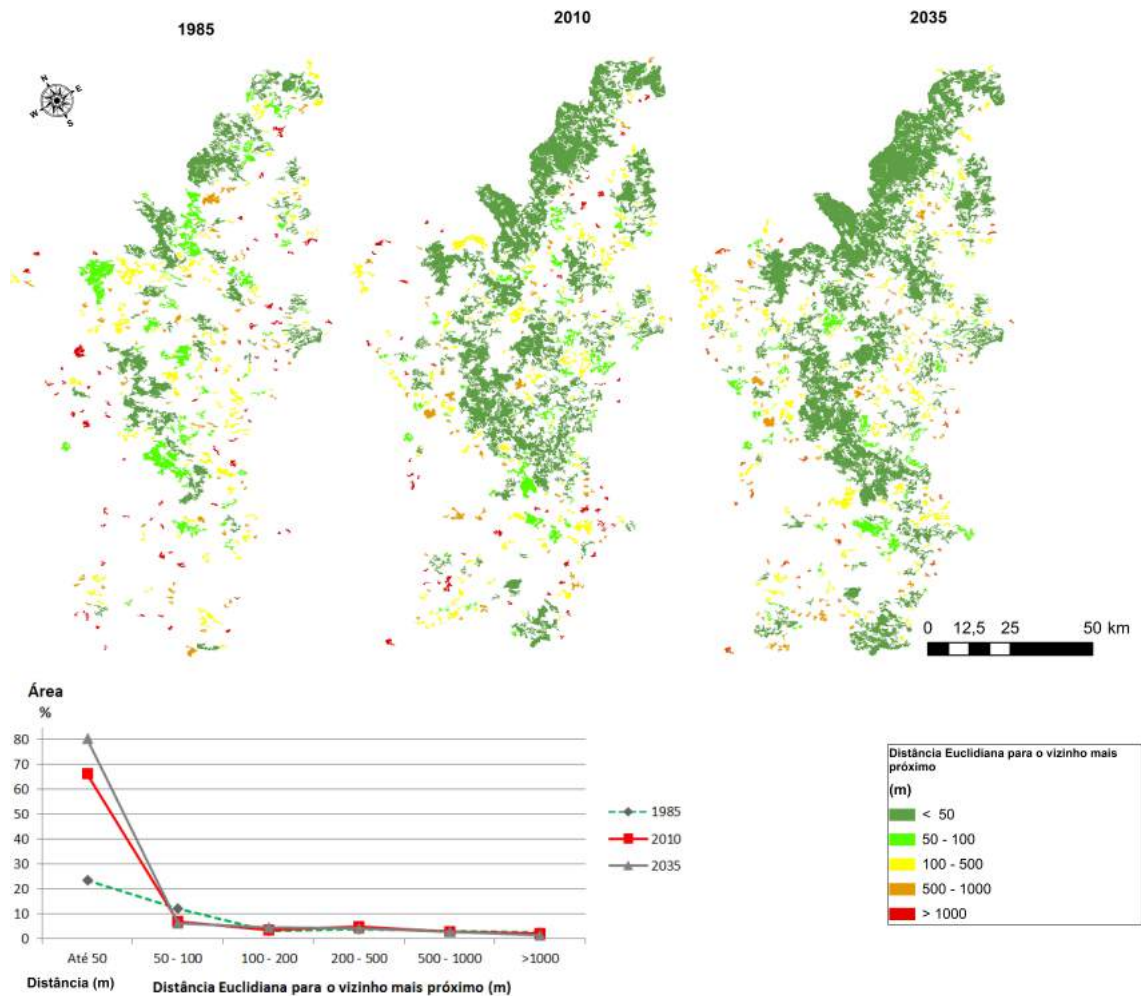 1985
2010
2035
N
E
W
S
0 12,5 25 50 km
Área
%
80
70
60
50
40
30
20
10
0
Até 50
50 - 100
100 - 200
200 - 500
500 - 1000
>1000
Distância (m)
Distância Euclidiana para o vizinho mais próximo (m)
1985
2010
2035
Distância Euclidiana para o vizinho mais
próximo
(m)
< 50
50 - 100
100 - 500
500 - 1000
> 1000